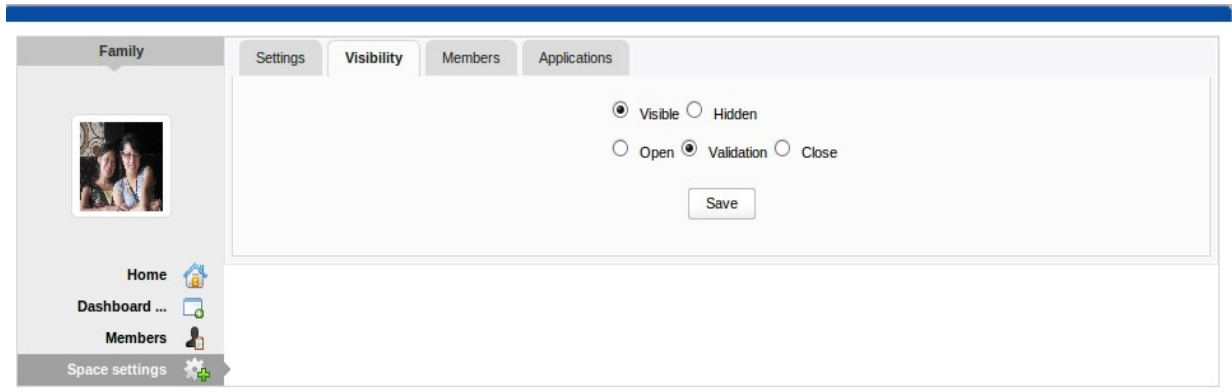 Family
Settings Visibility Members Applications
Visible Hidden
Open Validation Close
Save
Home
Dashboard ...
Members
Space settings